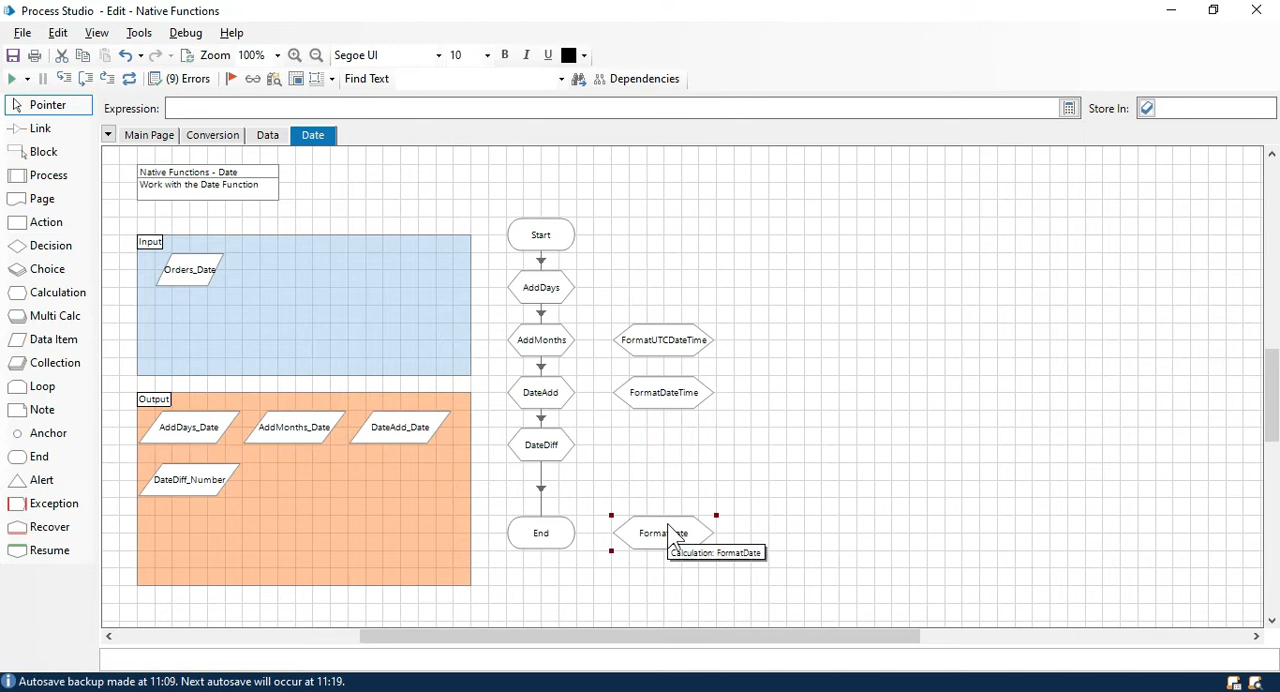 Process Studio - Edit - Native Functions
File Edit View Tools Debug Help
Zoom 100% Segoe UI 10 B I U
(9) Errors Find Text Dependencies
Pointer
Link
Block
Process
Page
Action
Decision
Choice
Calculation
Multi Calc
Data Item
Collection
Loop
Note
Anchor
End
Alert
Exception
Recover
Resume
Expression: Store In:
Main Page Conversion Data Date
Native Functions - Date
Work with the Date Function
Input
Orders_Date
Output
AddDays_Date AddMonths_Date DateAdd_Date
DateDiff_Number
Start
AddDays
AddMonths FormatUTCDateTime
DateAdd FormatDateTime
DateDiff
End
Calculation: FormatDate
Autosave backup made at 11:09. Next autosave will occur at 11:19.